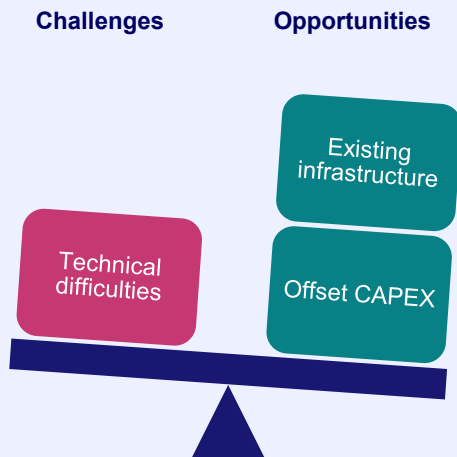 Challenges
Opportunities
Existing
infrastructure
Technical
difficulties
Offset CAPEX